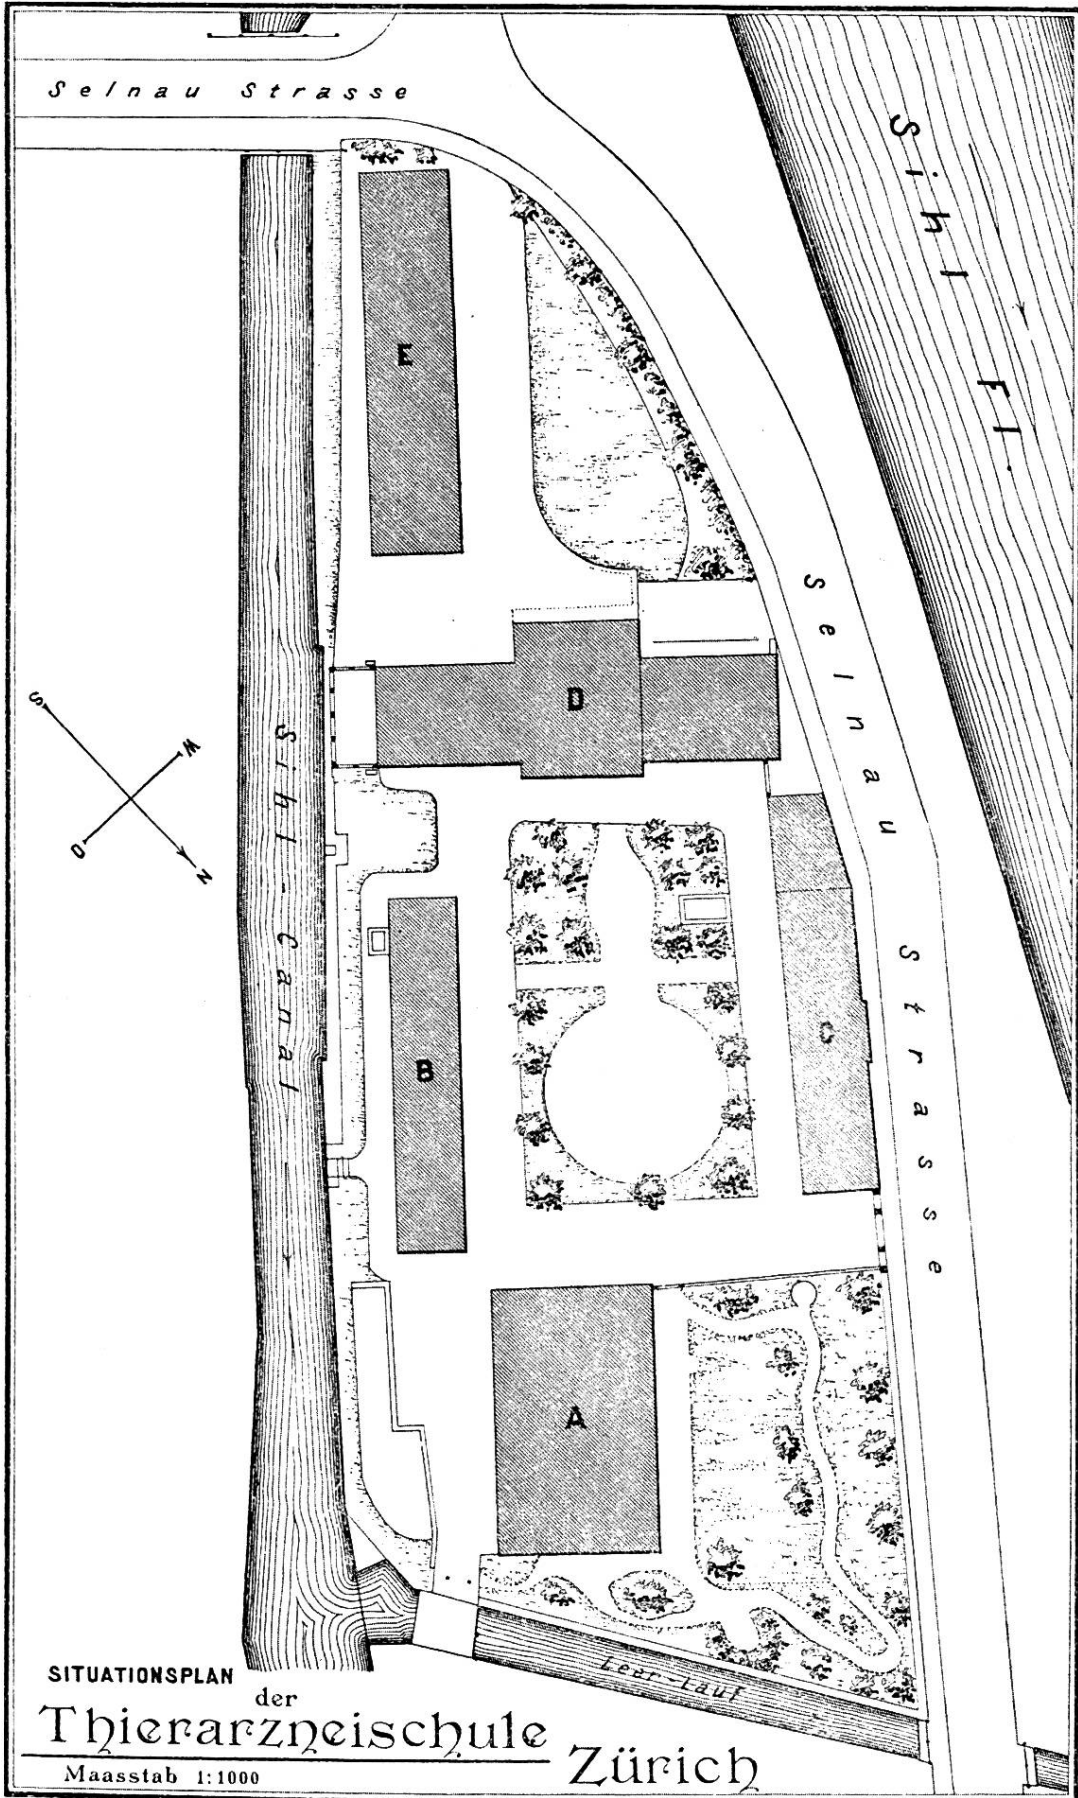 Selnau Strasse
Sihl Fl.
E
Selnau Strasse
D
S
W
O
N
Sihl-Canal
B
A
Leer-Lauf
SITUATIONSPLAN
der
Thierarzneischule
Zürich
Maasstab 1:1000